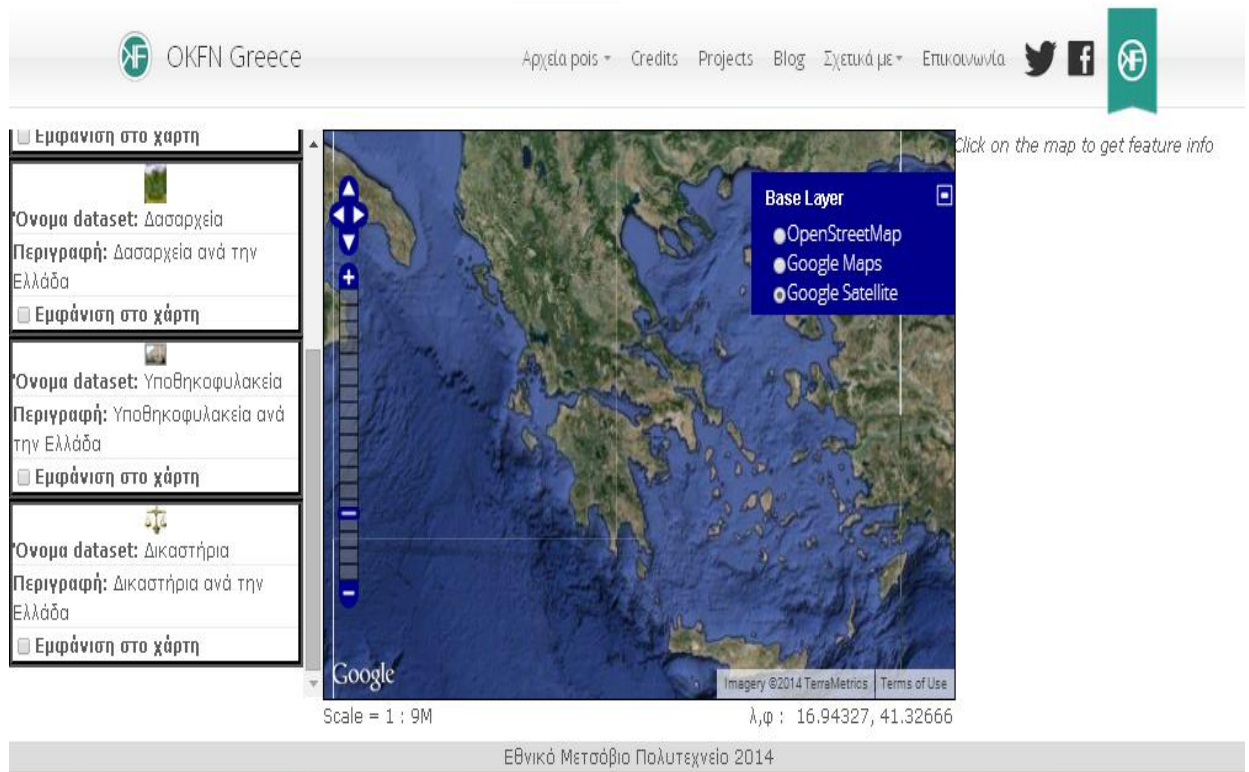 OKFN Greece
Αρχεία pois
Credits
Projects
Blog
Σχετικά με
Επικοινωνία
Εμφάνιση στο χάρτη
Όνομα dataset: Δασαρχεία
Περιγραφή: Δασαρχεία ανά την
Ελλάδα
Εμφάνιση στο χάρτη
Όνομα dataset: Υποθηκοφυλακεία
Περιγραφή: Υποθηκοφυλακεία ανά
την Ελλάδα
Εμφάνιση στο χάρτη
Όνομα dataset: Δικαστήρια
Περιγραφή: Δικαστήρια ανά την
Ελλάδα
Εμφάνιση στο χάρτη
Base Layer
OpenStreetMap
Google Maps
Google Satellite
Google
Imagery ©2014 TerraMetrics
Terms of Use
Click on the map to get feature info
Scale = 1 : 9M
λ,φ : 16.94327, 41.32666
Εθνικό Μετσόβιο Πολυτεχνείο 2014